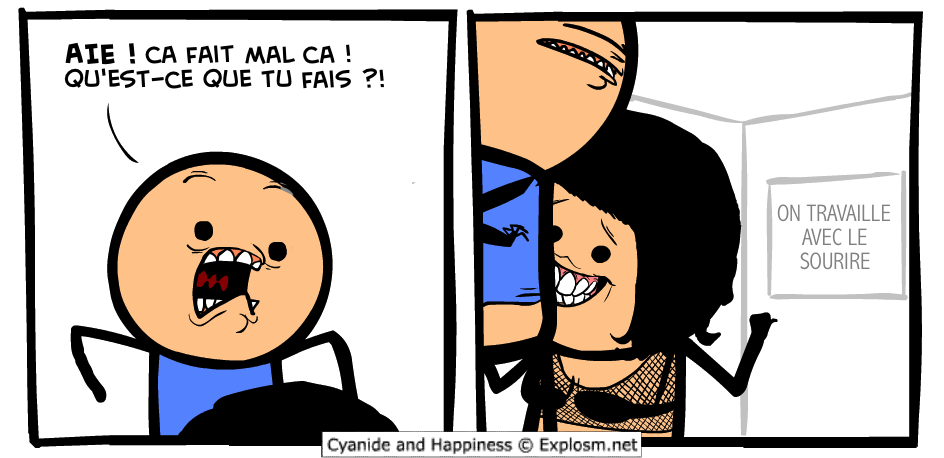 AIE ! CA FAIT MAL CA !
QU'EST-CE QUE TU FAIS ?!
ON TRAVAILLE
AVEC LE
SOURIRE
Cyanide and Happiness © Explosm.net